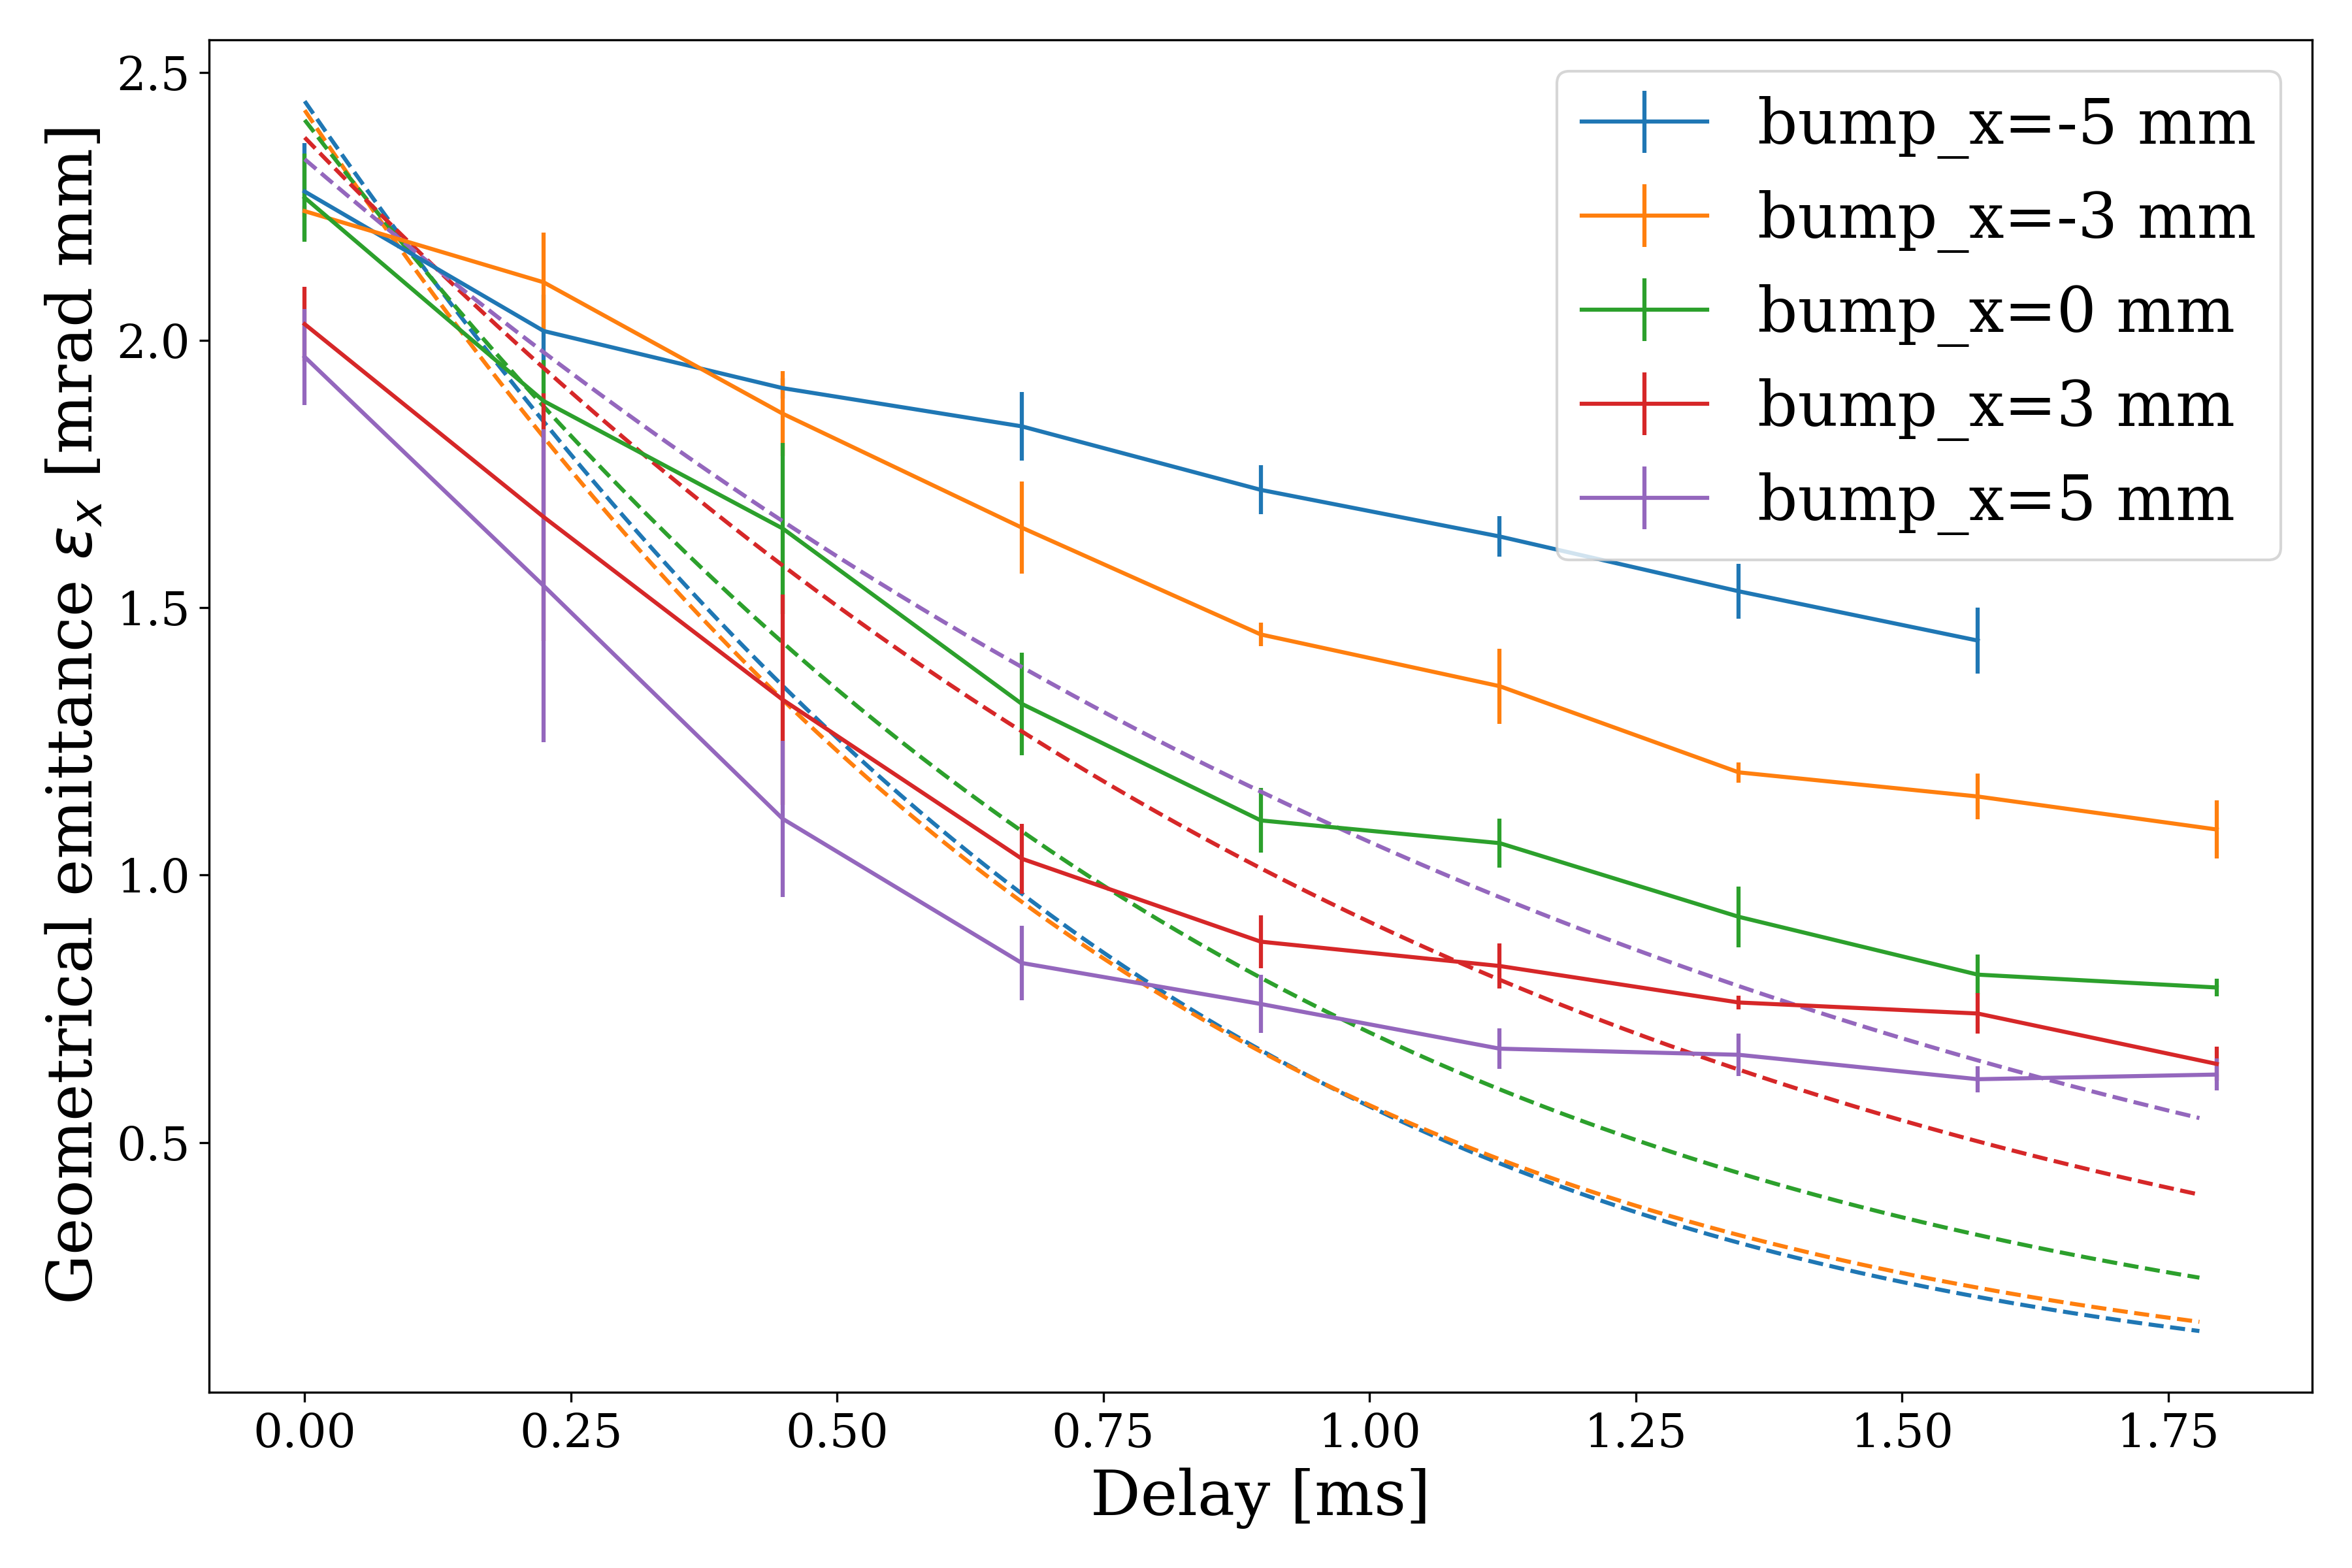 Geometrical emittance εx [mrad mm]
2.5
2.0
1.5
1.0
0.5
bump_x=-5 mm
bump_x=-3 mm
bump_x=0 mm
bump_x=3 mm
bump_x=5 mm
0.00 0.25 0.50 0.75 1.00 1.25 1.50 1.75
Delay [ms]